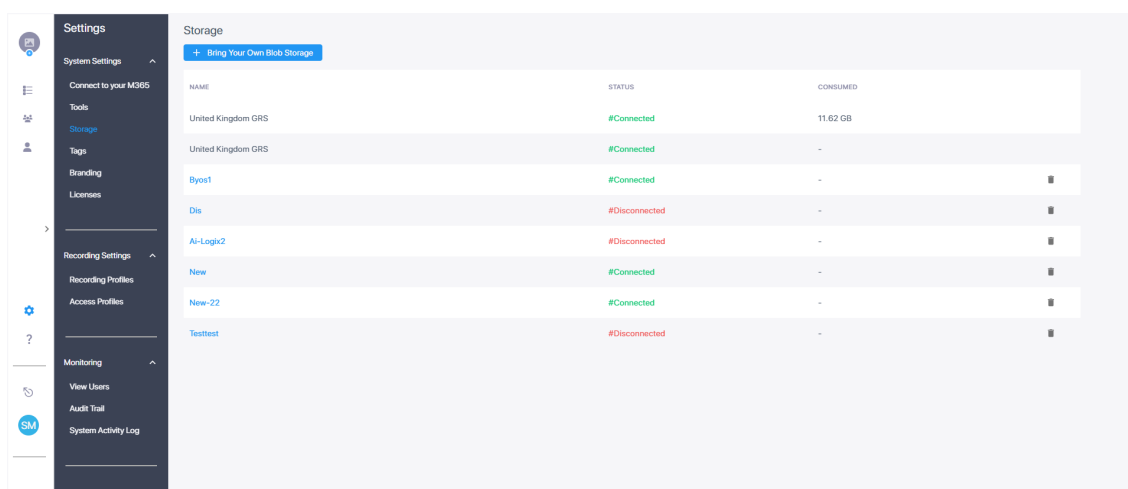 Settings
System Settings
Connect to your M365
Tools
Storage
Tags
Branding
Licenses
Recording Settings
Recording Profiles
Access Profiles
?
Monitoring
View Users
Audit Trail
System Activity Log
SM
Storage
+ Bring Your Own Blob Storage
NAME STATUS CONSUMED
United Kingdom GRS #Connected 11.62 GB
United Kingdom GRS #Connected -
Byos1 #Connected -
Dis #Disconnected -
Ai-Logix2 #Disconnected -
New #Connected -
New-22 #Connected -
Testtest #Disconnected -